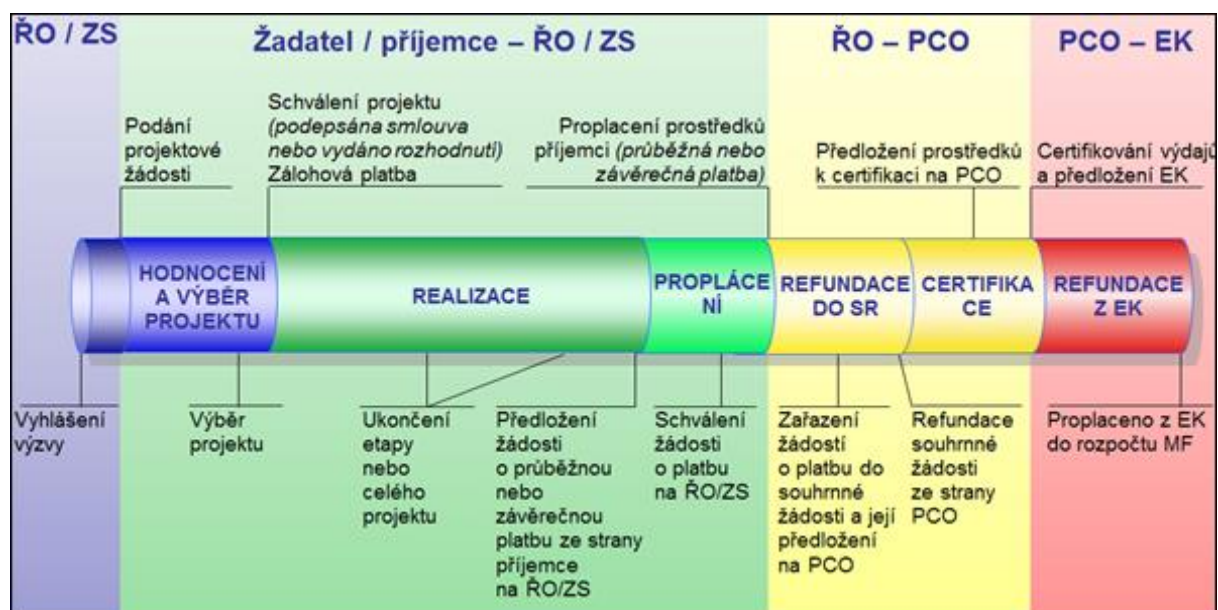 ŘO / ZS
Žadatel / příjemce – ŘO / ZS
ŘO – PCO
PCO – EK
Podání
projektové
žádosti
Schválení projektu
(podepsána smlouva
nebo vydáno rozhodnutí)
Zálohová platba
Proplacení prostředků
příjemci (průběžná nebo
závěrečná platba)
Předložení prostředků
k certifikaci na PCO
Certifikování výdajů
a předložení EK
HODNOCENÍ
A VÝBĚR
PROJEKTU
REALIZACE
PROPLÁCE
NÍ
REFUNDACE
DO SR
CERTIFIKA
CE
REFUNDACE
Z EK
Vyhlášení
výzvy
Výběr
projektu
Ukončení
etapy
nebo
celého
projektu
Předložení
žádosti
o průběžnou
nebo
závěrečnou
platbu ze strany
příjemce
na ŘO/ZS
Schválení
žádosti
o platbu
na ŘO/ZS
Zařazení
žádostí
o platbu do
souhrnné
žádosti a její
předložení
na PCO
Refundace
souhrnné
žádosti
ze strany
PCO
Proplaceno z EK
do rozpočtu MF